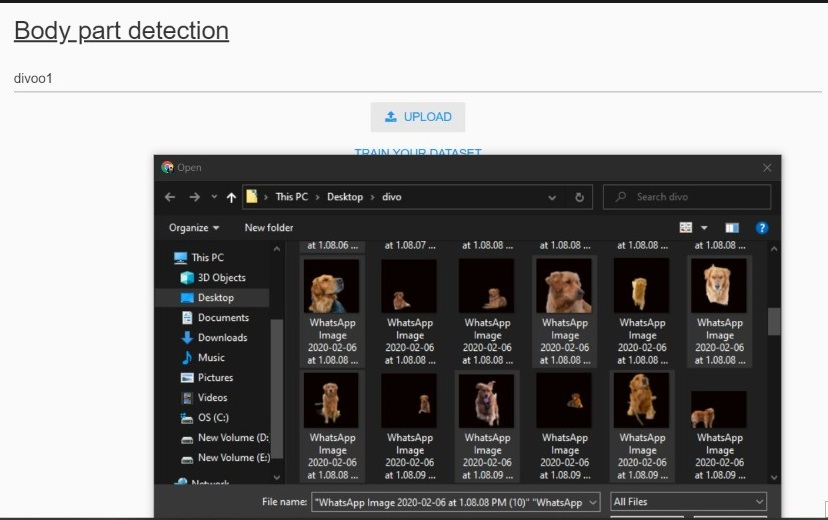 Body part detection
divoo1
UPLOAD
TRAIN YOUR DATASET
Open
This PC > Desktop > divo
Search divo
Organize
New folder
at 1.08.06 ... at 1.08.07 ... at 1.08.08 ... at 1.08.08 ... at 1.08.08 ... at 1.08.08 ...
This PC
3D Objects
Desktop
Documents
Downloads
Music
Pictures
Videos
OS (C:)
New Volume (D:
New Volume (E:)
Network
WhatsApp WhatsApp WhatsApp WhatsApp WhatsApp WhatsApp
Image Image Image Image Image Image
2020-02-06 2020-02-06 2020-02-06 2020-02-06 2020-02-06 2020-02-06
at 1.08.08 ... at 1.08.08 ... at 1.08.08 ... at 1.08.08 ... at 1.08.08 ... at 1.08.08 ...
WhatsApp WhatsApp WhatsApp WhatsApp WhatsApp WhatsApp
Image Image Image Image Image Image
2020-02-06 2020-02-06 2020-02-06 2020-02-06 2020-02-06 2020-02-06
at 1.08.08 ... at 1.08.09 ... at 1.08.09 ... at 1.08.09 ... at 1.08.09 ... at 1.08.09 ...
File name: "WhatsApp Image 2020-02-06 at 1.08.08 PM (10)" "WhatsApp
All Files